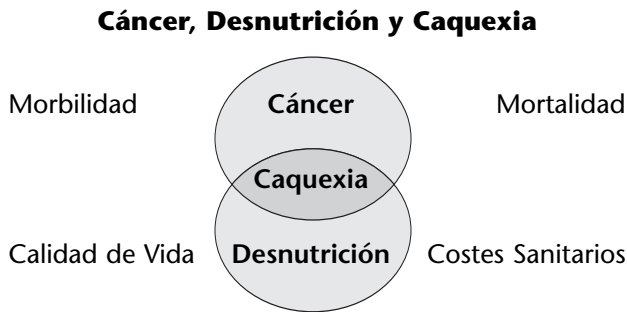 Cáncer, Desnutrición y Caquexia
Morbilidad Cáncer Mortalidad
Caquexia
Calidad de Vida Desnutrición Costes Sanitarios